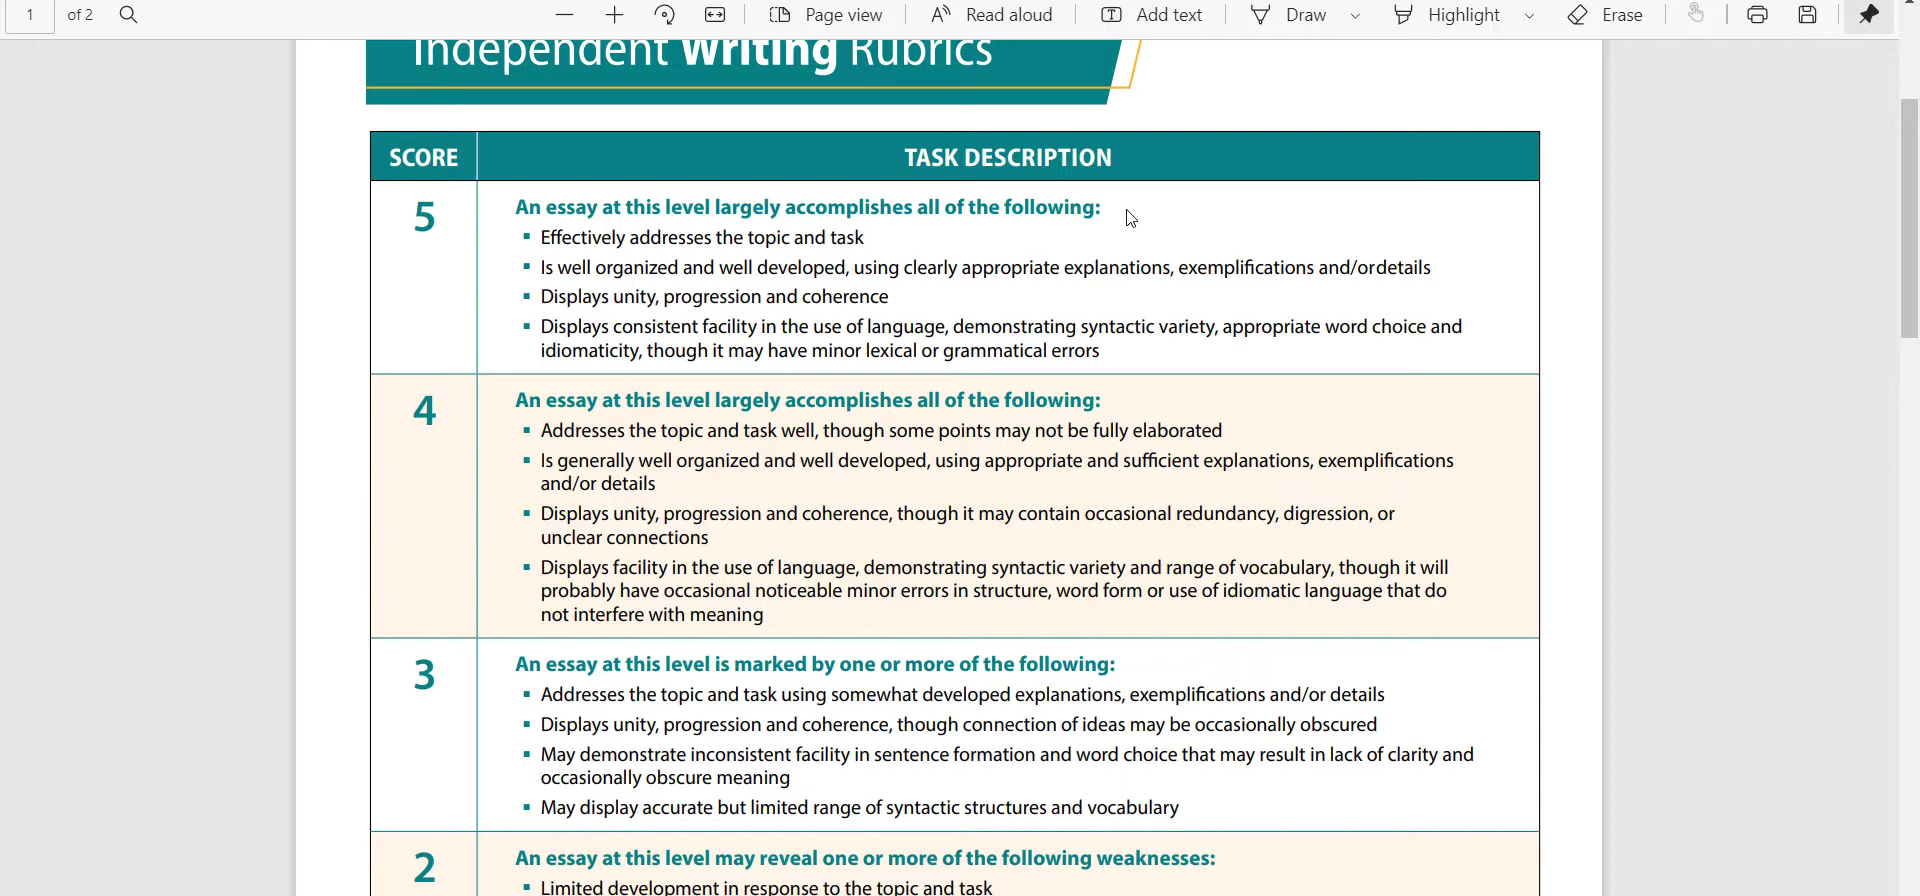 1 of 2 Page view Read aloud Add text Draw Highlight Erase
Independent Writing Rubrics
SCORE TASK DESCRIPTION
5 An essay at this level largely accomplishes all of the following:
▪ Effectively addresses the topic and task
▪ Is well organized and well developed, using clearly appropriate explanations, exemplifications and/ordetails
▪ Displays unity, progression and coherence
▪ Displays consistent facility in the use of language, demonstrating syntactic variety, appropriate word choice and
idiomaticity, though it may have minor lexical or grammatical errors
4 An essay at this level largely accomplishes all of the following:
▪ Addresses the topic and task well, though some points may not be fully elaborated
▪ Is generally well organized and well developed, using appropriate and sufficient explanations, exemplifications
and/or details
▪ Displays unity, progression and coherence, though it may contain occasional redundancy, digression, or
unclear connections
▪ Displays facility in the use of language, demonstrating syntactic variety and range of vocabulary, though it will
probably have occasional noticeable minor errors in structure, word form or use of idiomatic language that do
not interfere with meaning
3 An essay at this level is marked by one or more of the following:
▪ Addresses the topic and task using somewhat developed explanations, exemplifications and/or details
▪ Displays unity, progression and coherence, though connection of ideas may be occasionally obscured
▪ May demonstrate inconsistent facility in sentence formation and word choice that may result in lack of clarity and
occasionally obscure meaning
▪ May display accurate but limited range of syntactic structures and vocabulary
2 An essay at this level may reveal one or more of the following weaknesses:
▪ Limited development in response to the topic and task